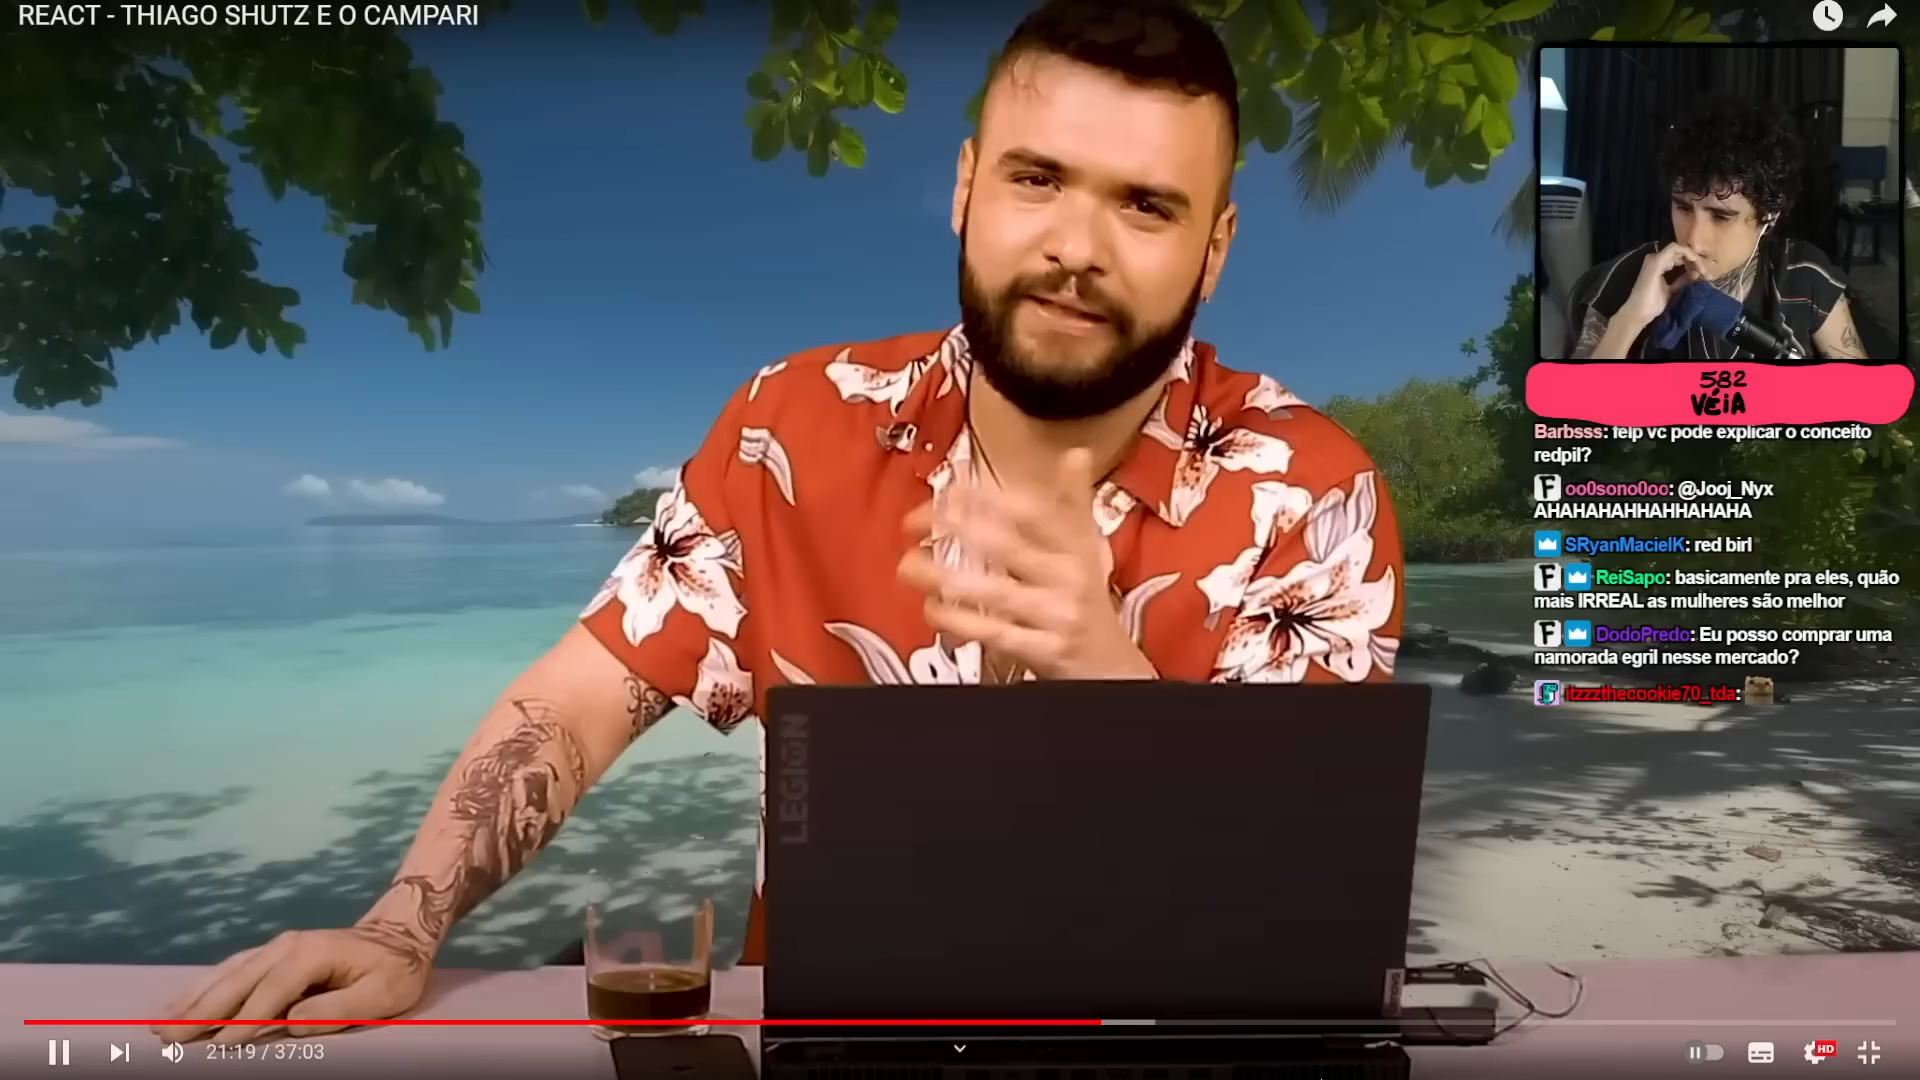 REACT - THIAGO SHUTZ E O CAMPARI
582
VÉIA
Barbsss: felp vc pode explicar o conceito
redpil?
oo0sono0oo: @Jooj_Nyx
AHAHAHAHHAHHAHAHA
SRyanMacielK: red birl
ReiSapo: basicamente pra eles, quão
mais IRREAL as mulheres são melhor
DodoPredo: Eu posso comprar uma
namorada egril nesse mercado?
itzzzthecookie70_tda:
LEGION
21:19 / 37:03
HD